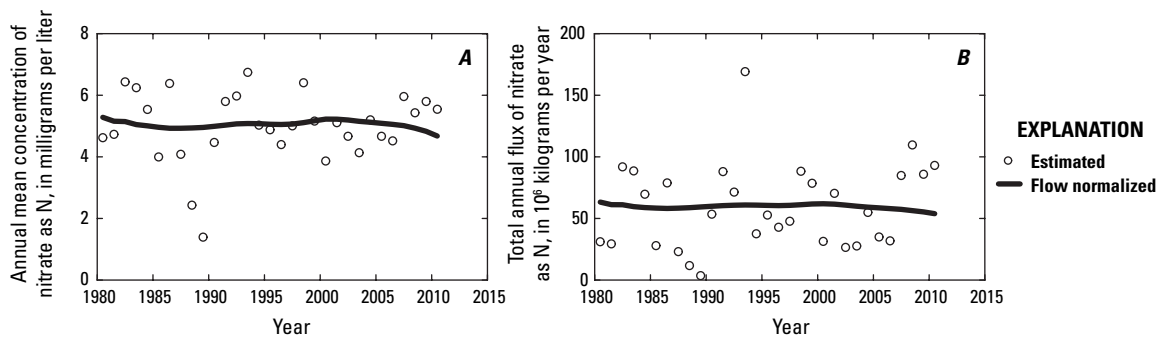 Annual mean concentration of
nitrate as N, in milligrams per liter
8
6
4
2
0
A
1980 1985 1990 1995 2000 2005 2010 2015
Year
Total annual flux of nitrate
as N, in 10⁶ kilograms per year
200
150
100
50
0
B
1980 1985 1990 1995 2000 2005 2010 2015
Year
EXPLANATION
Estimated
Flow normalized